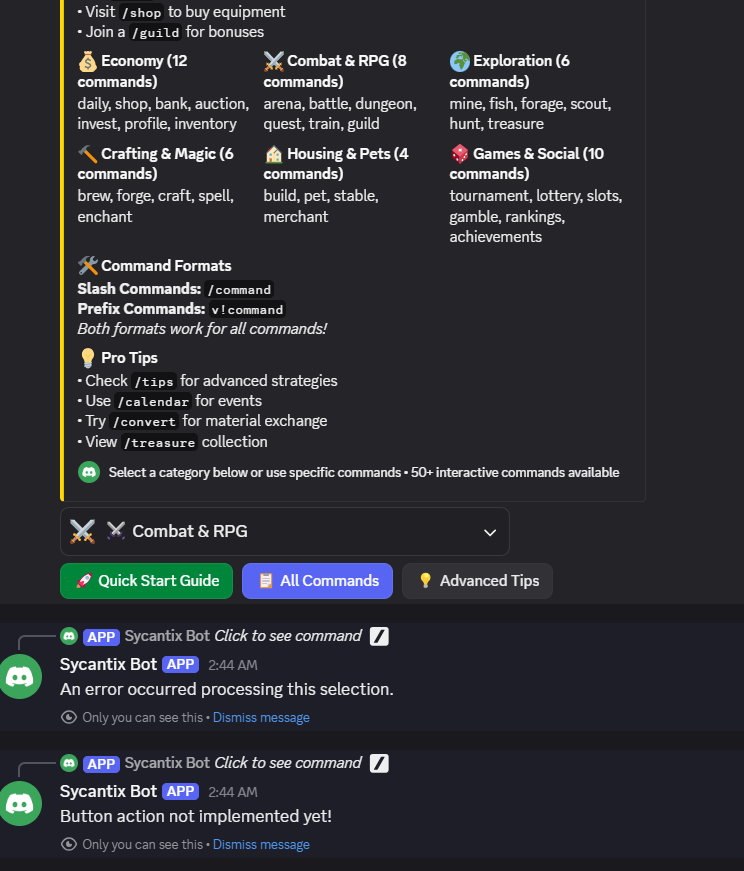 • Visit /shop to buy equipment
• Join a /guild for bonuses
Economy (12 commands)
daily, shop, bank, auction,
invest, profile, inventory
Combat & RPG (8 commands)
arena, battle, dungeon,
quest, train, guild
Exploration (6 commands)
mine, fish, forage, scout,
hunt, treasure
Crafting & Magic (6 commands)
brew, forge, craft, spell,
enchant
Housing & Pets (4 commands)
build, pet, stable,
merchant
Games & Social (10 commands)
tournament, lottery, slots,
gamble, rankings,
achievements
Command Formats
Slash Commands: /command
Prefix Commands: v!command
Both formats work for all commands!
Pro Tips
• Check /tips for advanced strategies
• Use /calendar for events
• Try /convert for material exchange
• View /treasure collection
Select a category below or use specific commands • 50+ interactive commands available
Combat & RPG
Quick Start Guide
All Commands
Advanced Tips
APP Sycantix Bot Click to see command
Sycantix Bot APP 2:44 AM
An error occurred processing this selection.
Only you can see this • Dismiss message
APP Sycantix Bot Click to see command
Sycantix Bot APP 2:44 AM
Button action not implemented yet!
Only you can see this • Dismiss message